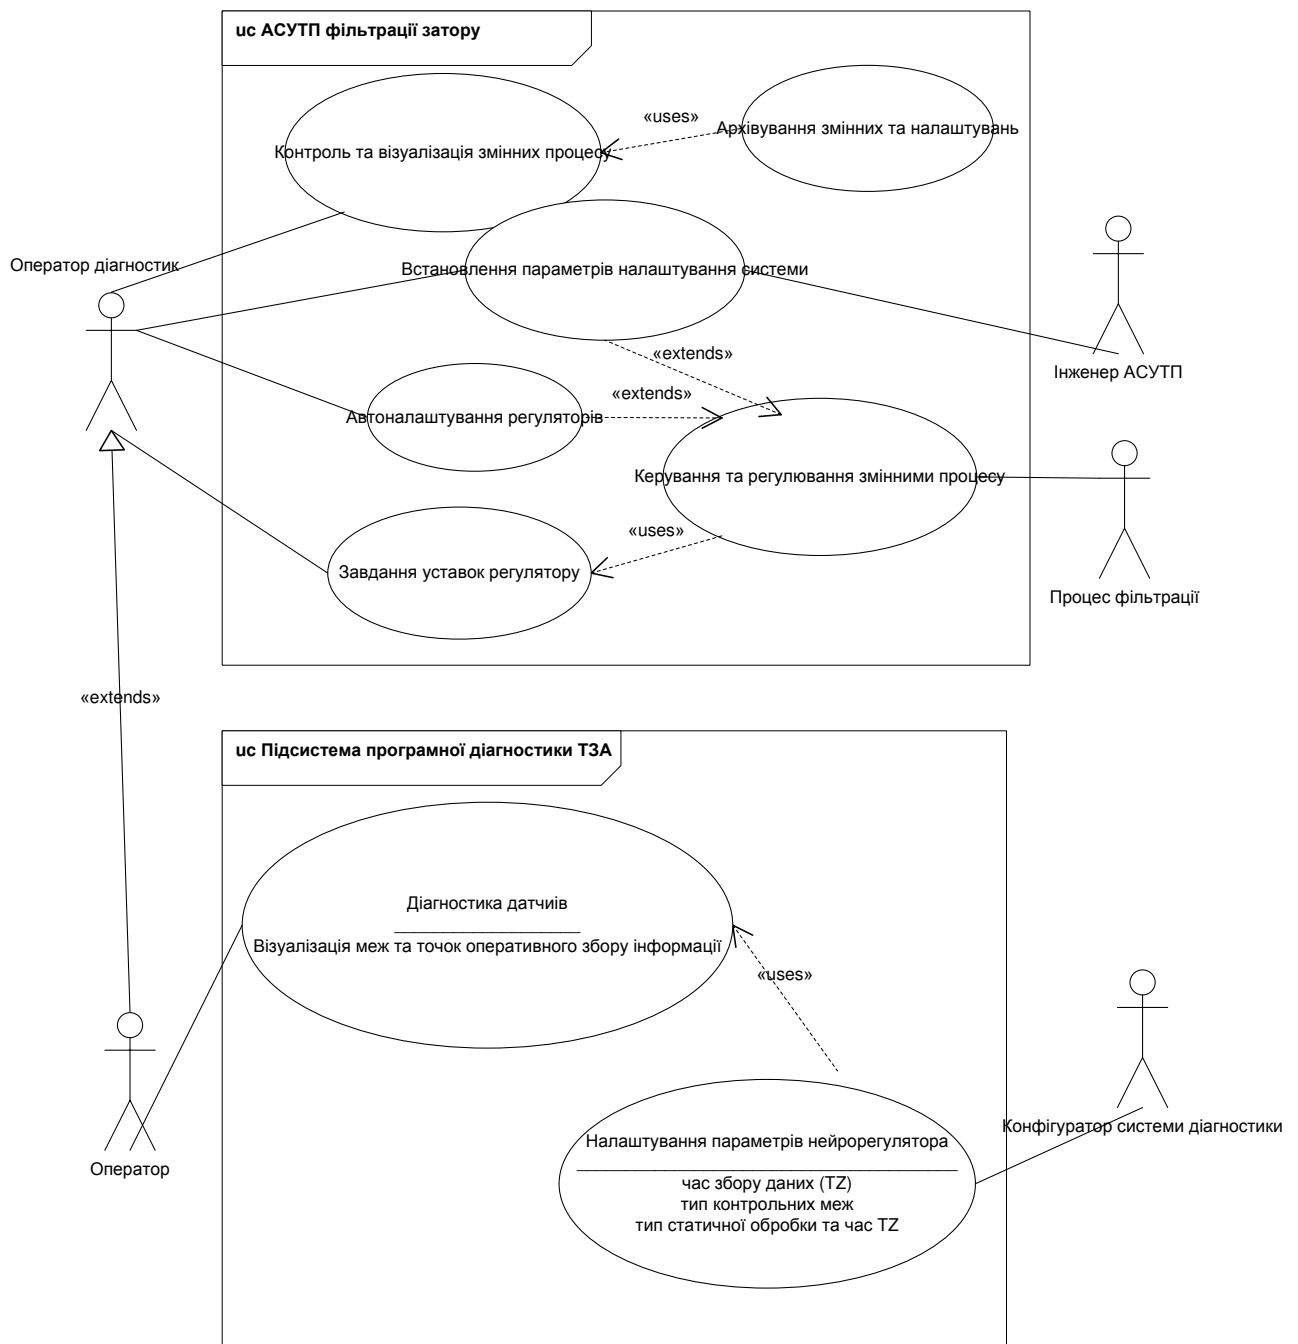 uc АСУТП фільтрації затору
«uses»
Архівування змінних та налаштувань
Контроль та візуалізація змінних процесу
Оператор діагностик
Встановлення параметрів налаштування системи
«extends»
Інженер АСУТП
«extends»
Автоналаштування регуляторів
Керування та регулювання змінними процесу
«uses»
Завдання уставок регулятору
Процес фільтрації
«extends»
uc Підсистема програмної діагностики ТЗА
Діагностика датчиів
Візуалізація меж та точок оперативного збору інформації
«uses»
Конфігуратор системи діагностики
Налаштування параметрів нейрорегулятора
час збору даних (TZ)
тип контрольних меж
тип статичної обробки та час TZ
Оператор